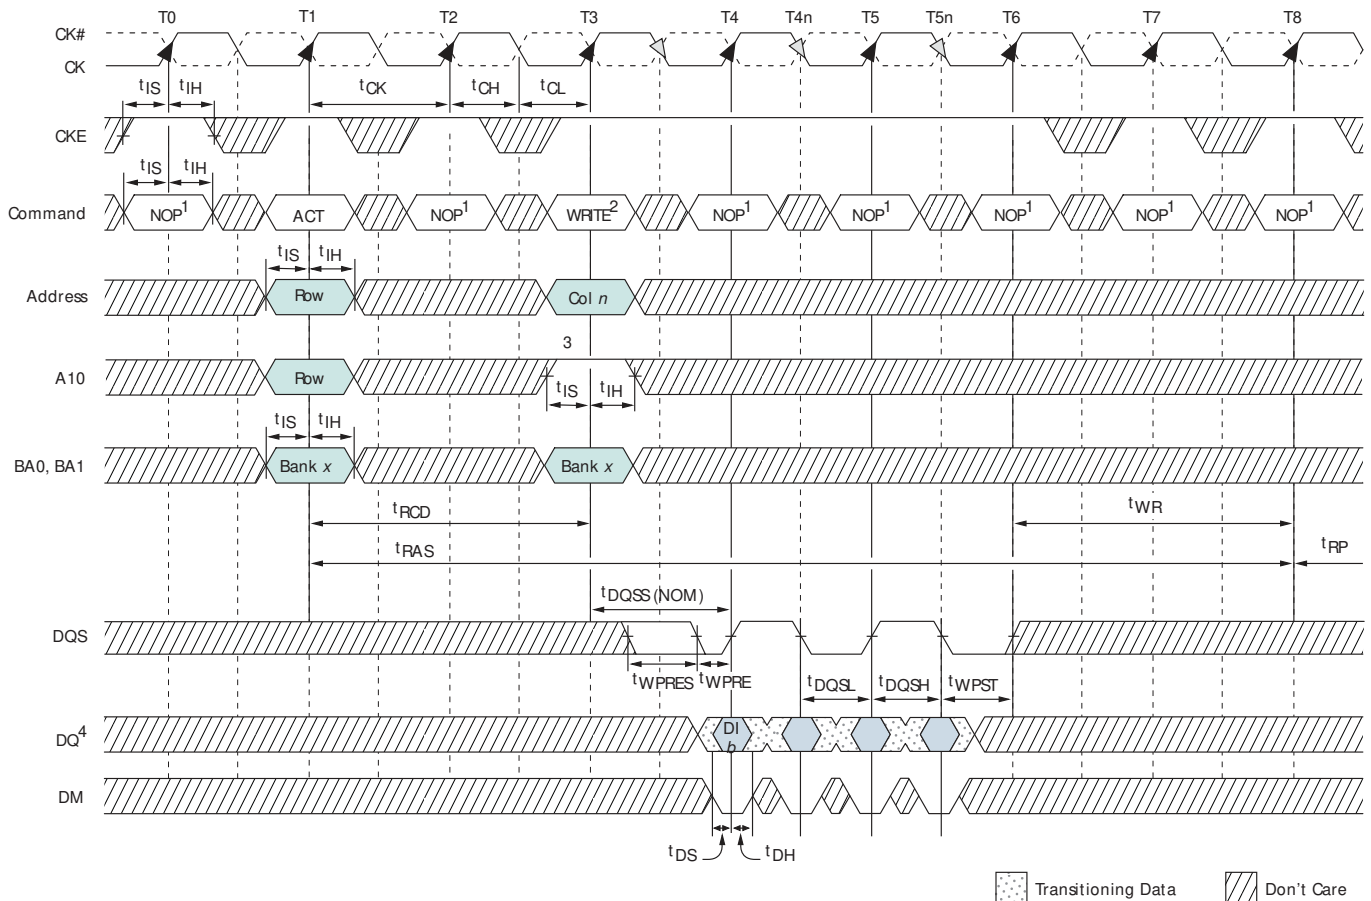 T0 T1 T2 T3 T4 T4n T5 T5n T6 T7 T8
CK#
CK
tIS tIH tCK tCH tCL
CKE
tIS tIH
Command NOP1 ACT NOP1 WRITE2 NOP1 NOP1 NOP1 NOP1 NOP1
tIS tIH
Address Row Col n
3
A10 Row
tIS tIH
tIS tIH
BA0, BA1 Bank x Bank x
tRCD tWR
tRAS tRP
tDQSS (NOM)
DQS
tWPRES tWPRE tDQSL tDQSH tWPST
DQ4 DI
b
DM
tDS tDH
Transitioning Data Don't Care